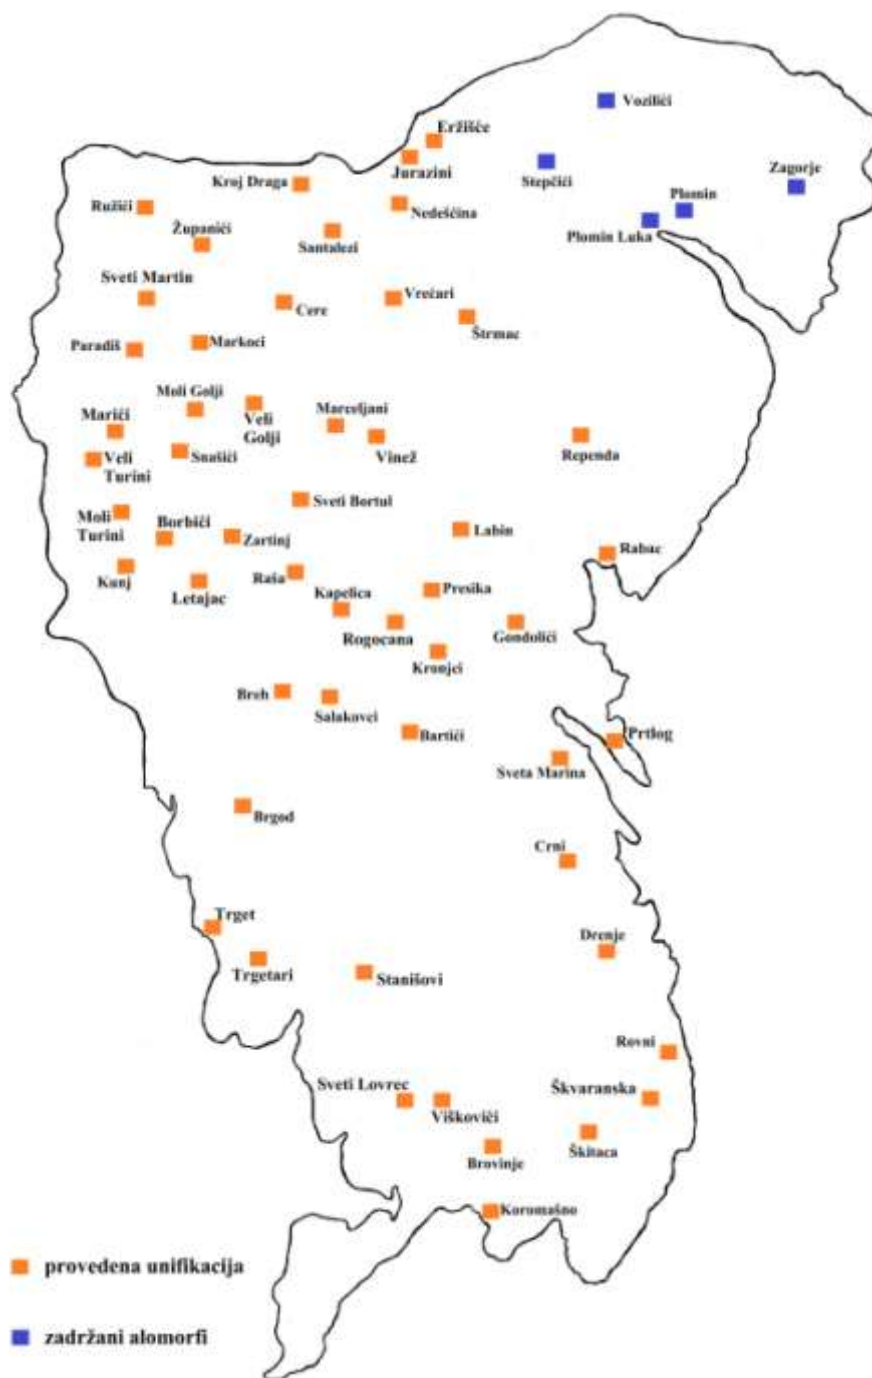 Vozilići
Eržišće
Jurazini
Stepčići
Zagorje
Kroj Draga
Plomin
Ružići
Nedešćina
Županići
Plomin Luka
Santalezi
Sveti Martin
Vrećari
Cere
Štrmac
Paradiš
Markoci
Moli Golji
Marići
Veli
Golji
Marceljani
Vinež
Rependa
Veli
Turini
Snašići
Sveti Bortul
Moli
Turini
Borbići
Zartinj
Labin
Rabac
Kunj
Letajac
Raša
Kapelica
Presika
Rogocana
Gondolići
Kranjci
Breh
Salakovci
Bartići
Prtlog
Sveta Marina
Brgod
Crni
Trget
Drenje
Trgetari
Stanišovi
Rovni
Sveti Lovrec
Viškovići
Škvaranska
Brovinje
Škitaca
Koromašno
provedena unifikacija
zadržani alomorfi